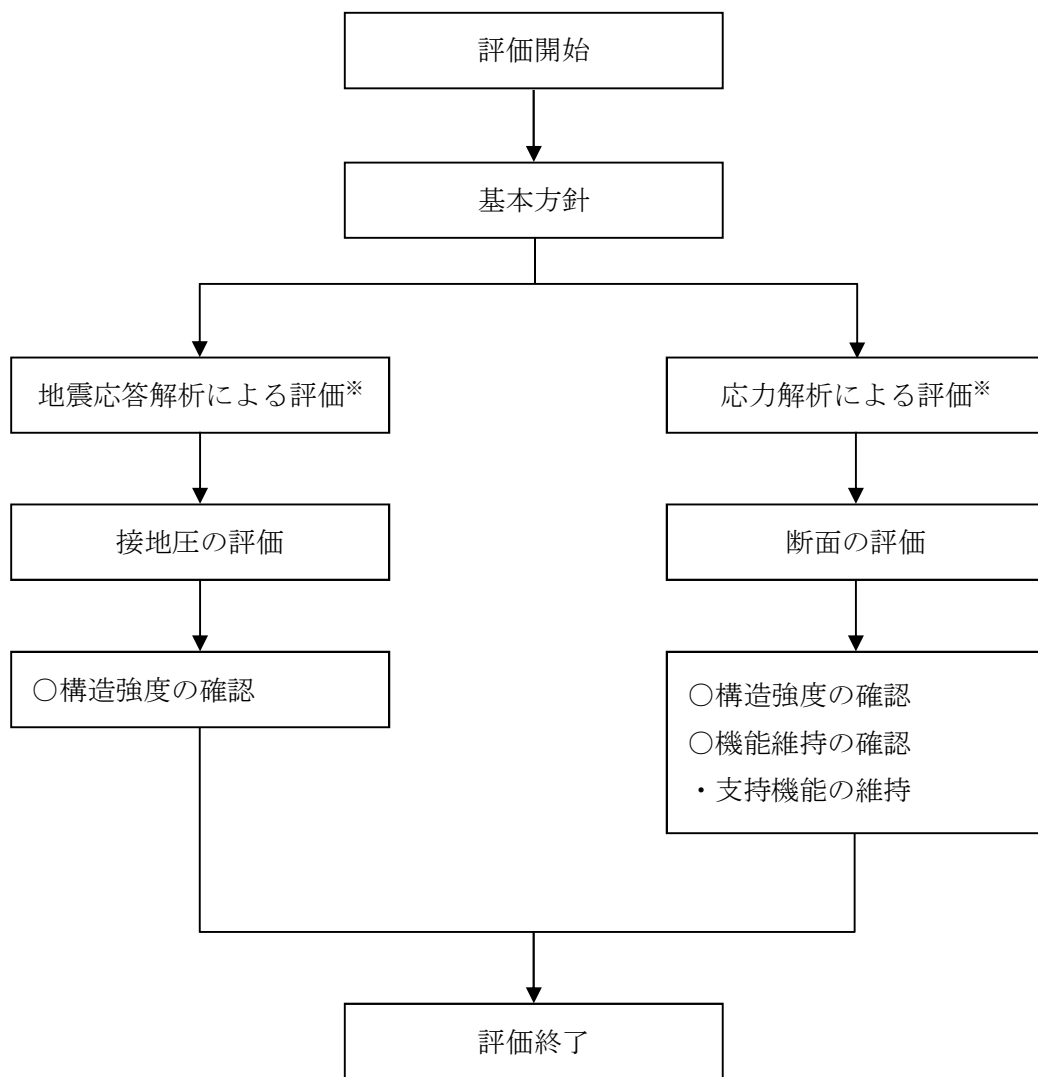 評価開始
基本方針
地震応答解析による評価※
接地圧の評価
○構造強度の確認
応力解析による評価※
断面の評価
○構造強度の確認
○機能維持の確認
・支持機能の維持
評価終了